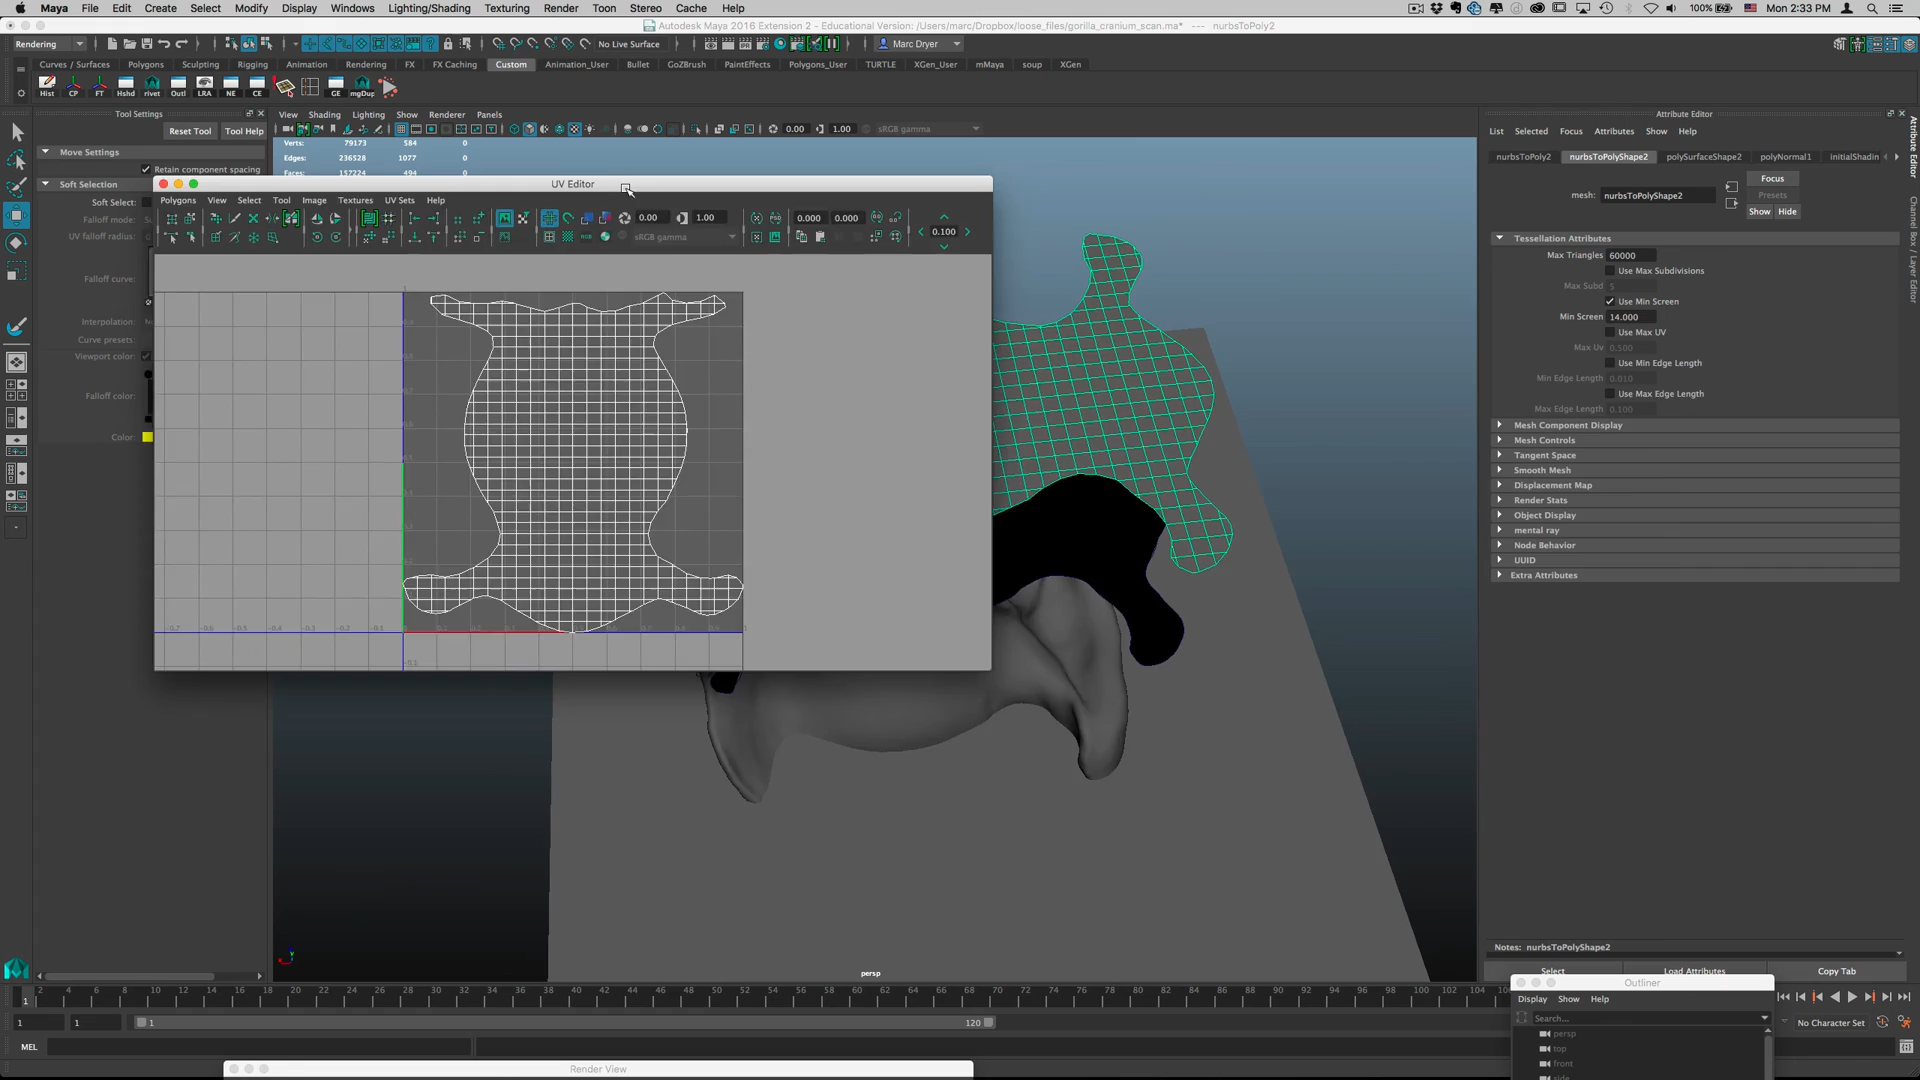 Maya File Edit Create Select Modify Display Windows Lighting/Shading Texturing Render Toon Stereo Cache Help 100% Mon 2:33 PM
Autodesk Maya 2016 Extension 2 - Educational Version: /Users/marc/Dropbox/loose_files/gorilla_cranium_scan.ma* --- nurbsToPoly2
Rendering No Live Surface Marc Dryer
Curves / Surfaces Polygons Sculpting Rigging Animation Rendering FX FX Caching Custom Animation_User Bullet GoZBrush PaintEffects Polygons_User TURTLE XGen_User mMaya soup XGen
Hist CP FT Hshd rivet Outl LRA NE CE GE mgDup
Tool Settings
Reset Tool Tool Help
Move Settings
Retain component spacing
Soft Selection
Soft Select:
Falloff mode:
UV falloff radius:
Falloff curve:
Interpolation:
Curve presets:
Viewport color:
Falloff color:
Color:
View Shading Lighting Show Renderer Panels
0.00 1.00 sRGB gamma
Verts: 79173 584 0
Edges: 236528 1077 0
Faces: 157224 494 0
UV Editor
Polygons View Select Tool Image Textures UV Sets Help
0.00 1.00 0.000 0.000
sRGB gamma 0.100
persp
Attribute Editor
List Selected Focus Attributes Show Help
nurbsToPoly2 nurbsToPolyShape2 polySurfaceShape2 polyNormal1 initialShadin
Focus
mesh: nurbsToPolyShape2 Presets
Show Hide
Tessellation Attributes
Max Triangles 60000
Use Max Subdivisions
Max Subd 5
Use Min Screen
Min Screen 14.000
Use Max UV
Max Uv 0.500
Use Min Edge Length
Min Edge Length 0.010
Use Max Edge Length
Max Edge Length 0.100
Mesh Component Display
Mesh Controls
Tangent Space
Smooth Mesh
Displacement Map
Render Stats
Object Display
mental ray
Node Behavior
UUID
Extra Attributes
Notes: nurbsToPolyShape2
Select Load Attributes Copy Tab
Attribute Editor
Channel Box / Layer Editor
Outliner
Display Show Help
Search...
persp
top
front
side
2 4 6 8 10 12 14 16 18 20 22 24 26 28 30 32 34 36 38 40 42 44 46 48 50 52 54 56 58 60 62 64 66 68 70 72 74 76 78 80 82 84 86 88 90 92 94 96 98 100 102 104
1
1 1 1 120
No Character Set
MEL
Render View